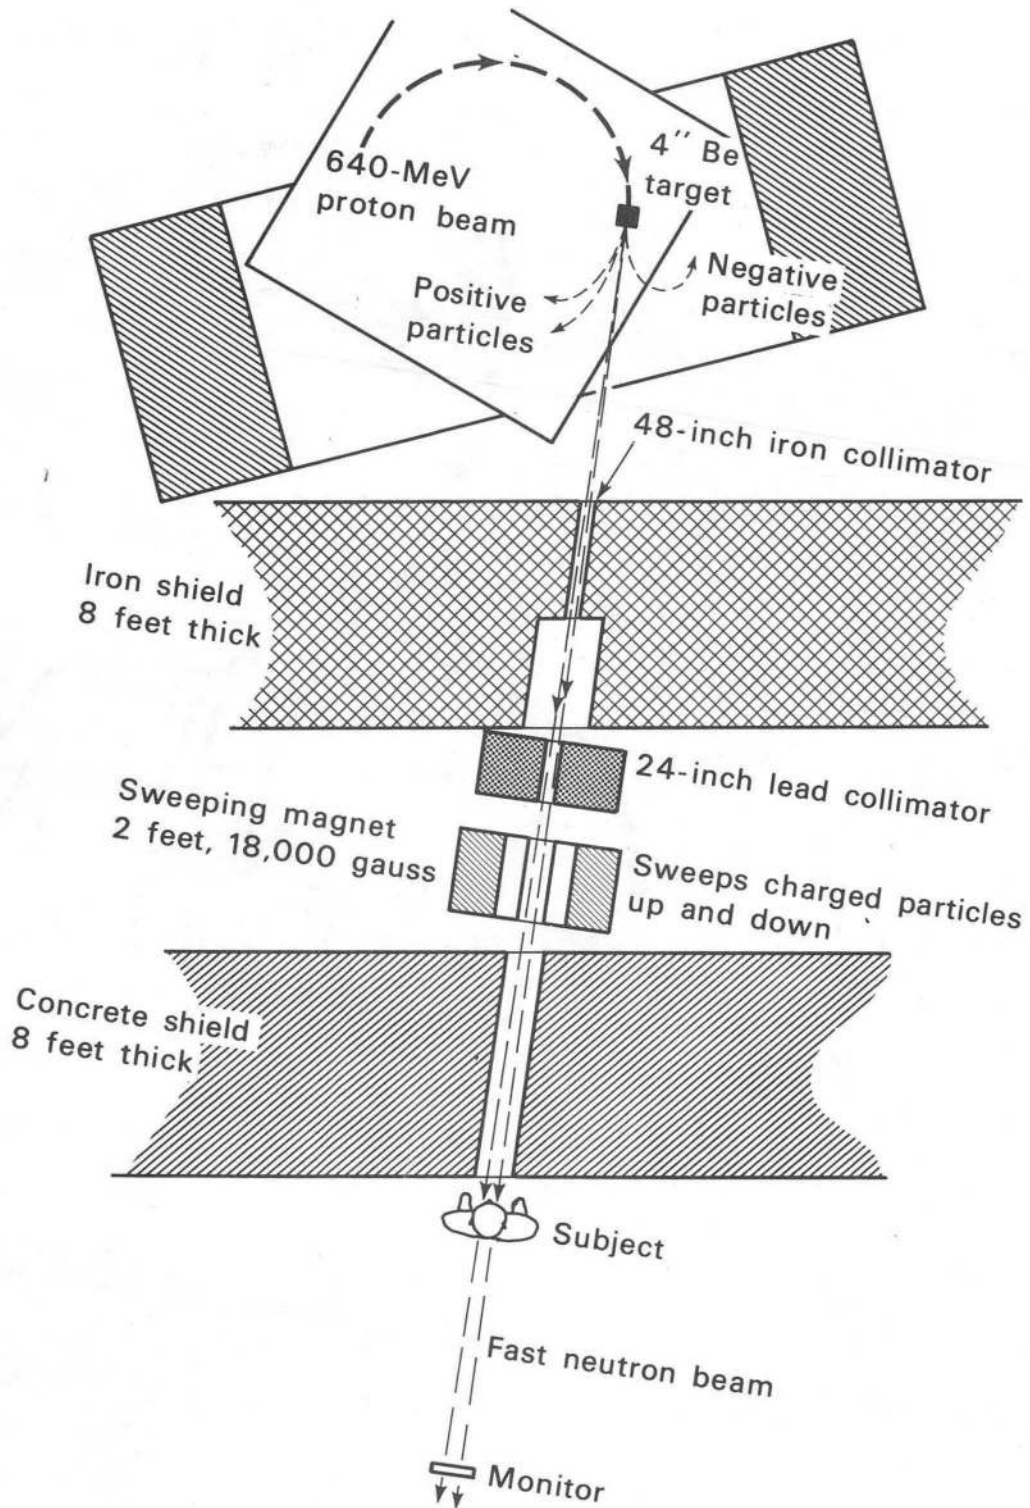 640-MeV
proton beam
4″ Be
target
Positive
particles
Negative
particles
48-inch iron collimator
Iron shield
8 feet thick
24-inch lead collimator
Sweeping magnet
2 feet, 18,000 gauss
Sweeps charged particles
up and down
Concrete shield
8 feet thick
Subject
Fast neutron beam
Monitor